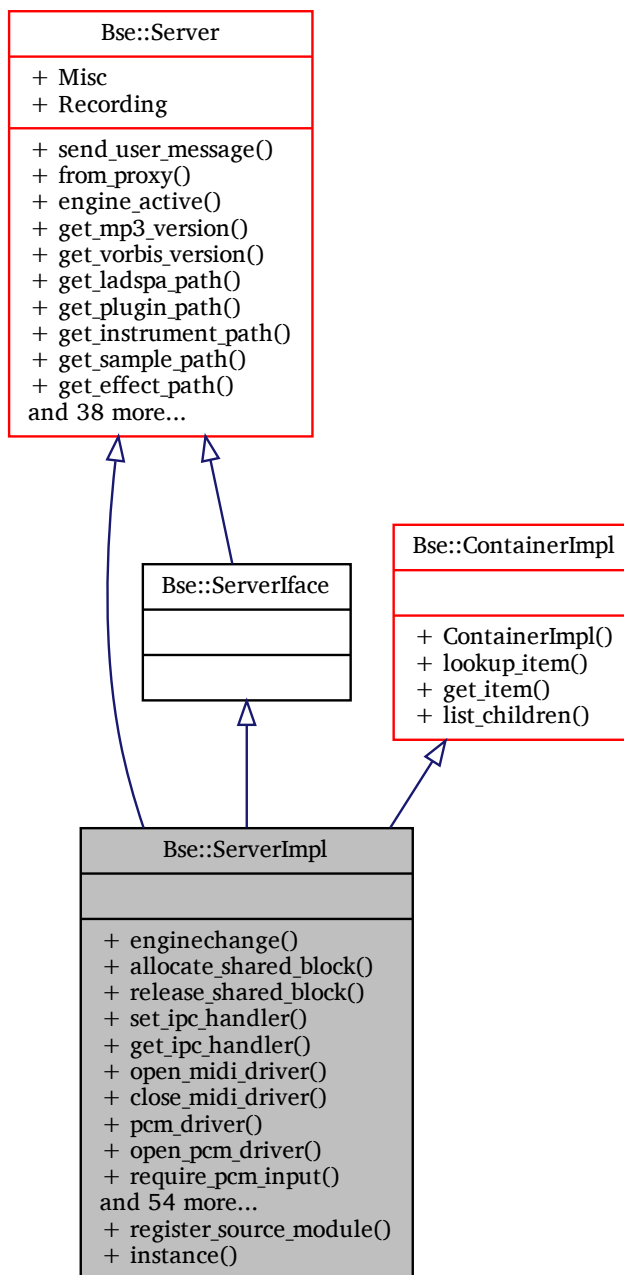 Bse::Server
+ Misc
+ Recording
+ send_user_message()
+ from_proxy()
+ engine_active()
+ get_mp3_version()
+ get_vorbis_version()
+ get_ladspa_path()
+ get_plugin_path()
+ get_instrument_path()
+ get_sample_path()
+ get_effect_path()
and 38 more...
Bse::ServerIface
Bse::ContainerImpl
+ ContainerImpl()
+ lookup_item()
+ get_item()
+ list_children()
Bse::ServerImpl
+ enginechange()
+ allocate_shared_block()
+ release_shared_block()
+ set_ipc_handler()
+ get_ipc_handler()
+ open_midi_driver()
+ close_midi_driver()
+ pcm_driver()
+ open_pcm_driver()
+ require_pcm_input()
and 54 more...
+ register_source_module()
+ instance()